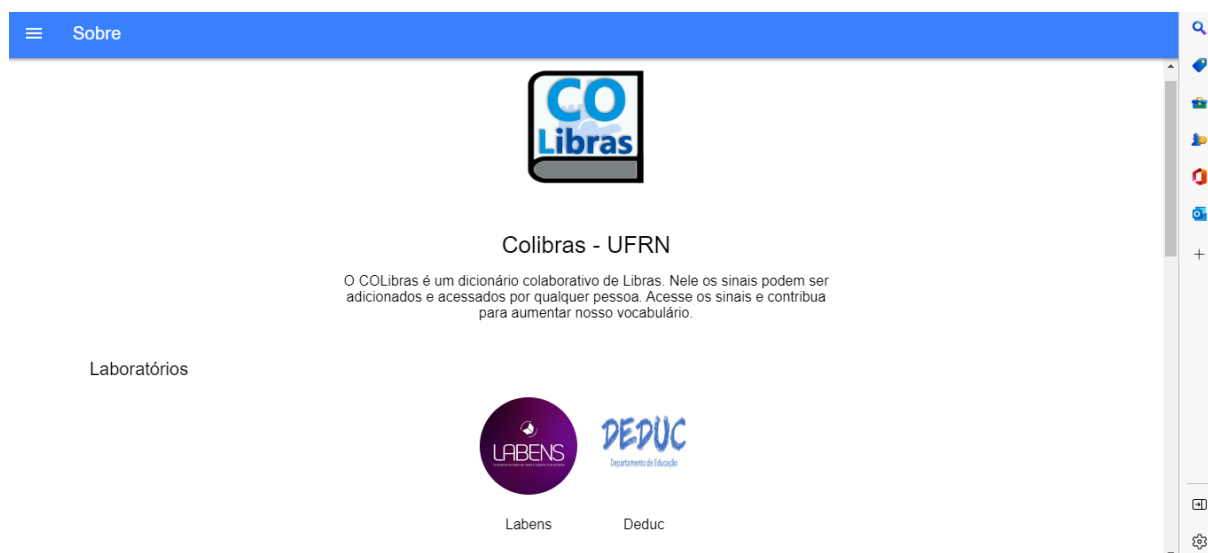 Sobre
CO
Libras
Colibras - UFRN
O COLibras é um dicionário colaborativo de Libras. Nele os sinais podem ser
adicionados e acessados por qualquer pessoa. Acesse os sinais e contribua
para aumentar nosso vocabulário.
Laboratórios
LABENS
DEDUC
Departamento de Educação
Labens
Deduc